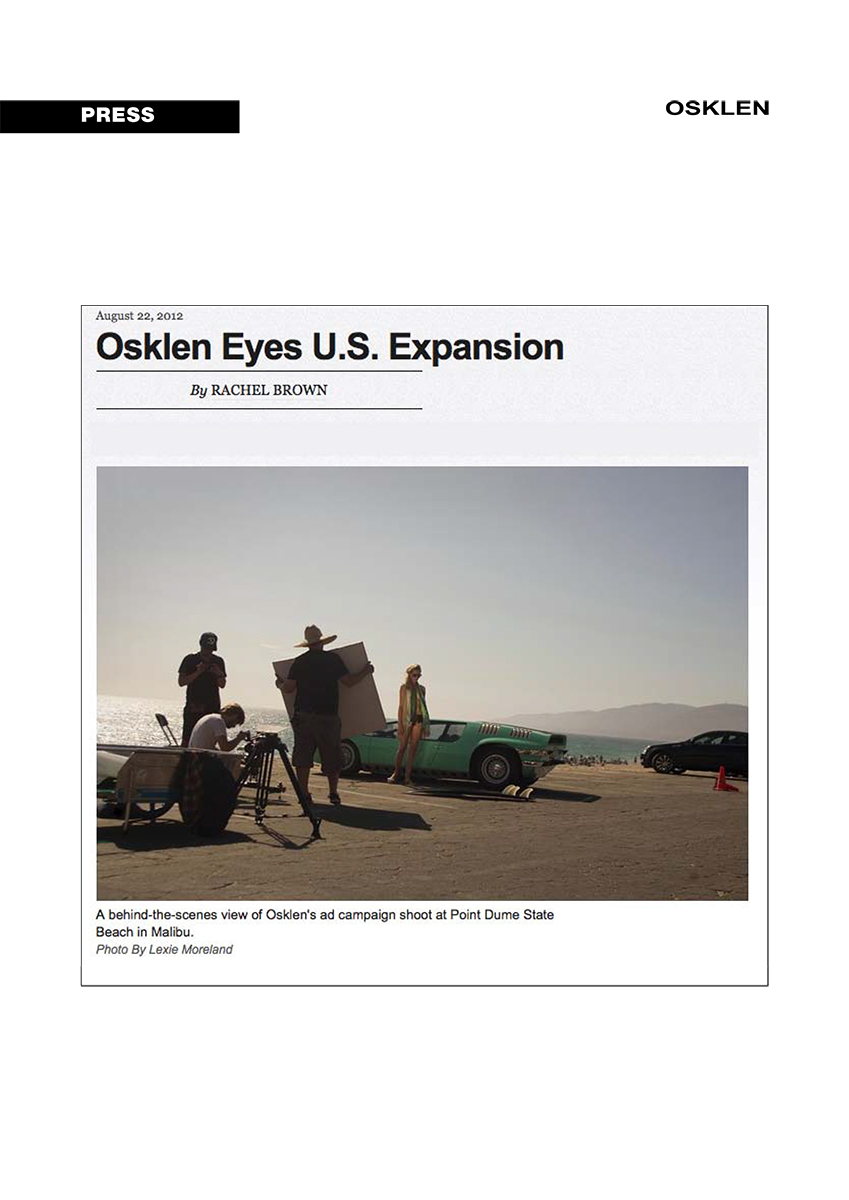 PRESS
OSKLEN
August 22, 2012
Osklen Eyes U.S. Expansion
By RACHEL BROWN
A behind-the-scenes view of Osklen's ad campaign shoot at Point Dume State
Beach in Malibu.
Photo By Lexie Moreland